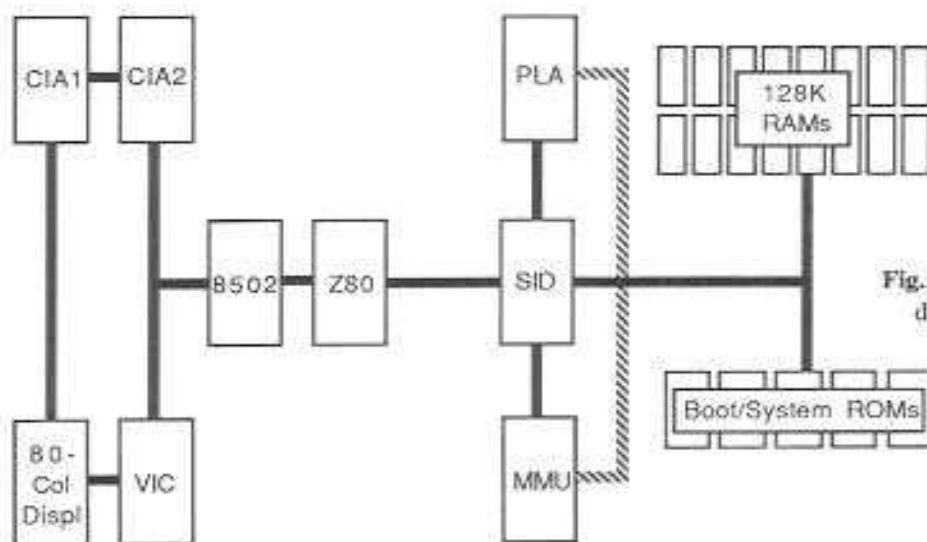 CIA1
CIA2
PLA
128K
RAMs
8502
Z80
SID
Fig.
d
Boot/System ROMs
80-
Col
Displ
VIC
MMU